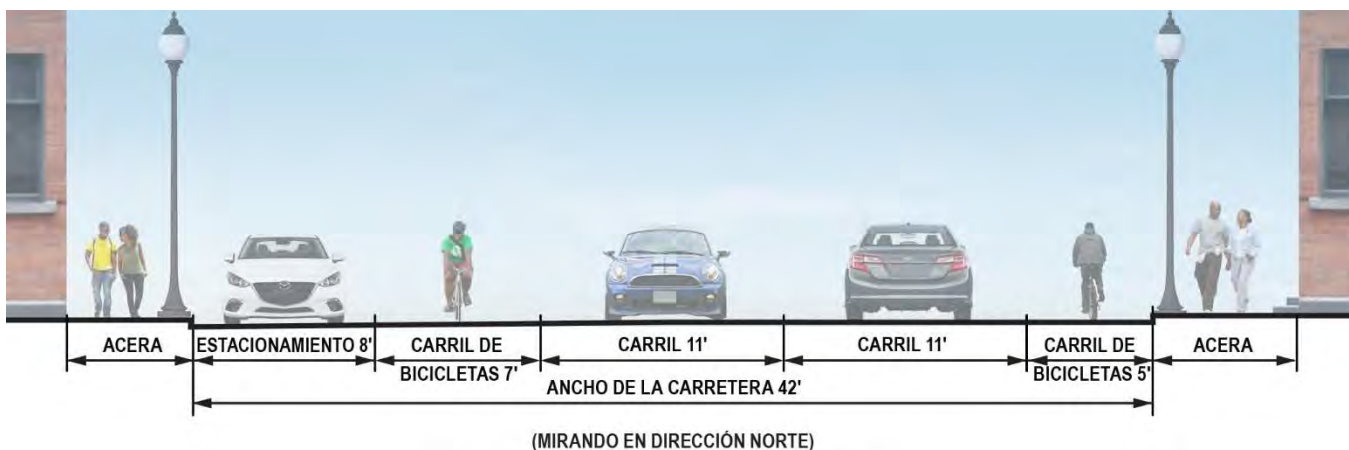 ACERA
ESTACIONAMIENTO 8'
CARRIL DE
BICICLETAS 7'
CARRIL 11'
CARRIL 11'
CARRIL DE
BICICLETAS 5'
ACERA
ANCHO DE LA CARRETERA 42'
(MIRANDO EN DIRECCIÓN NORTE)